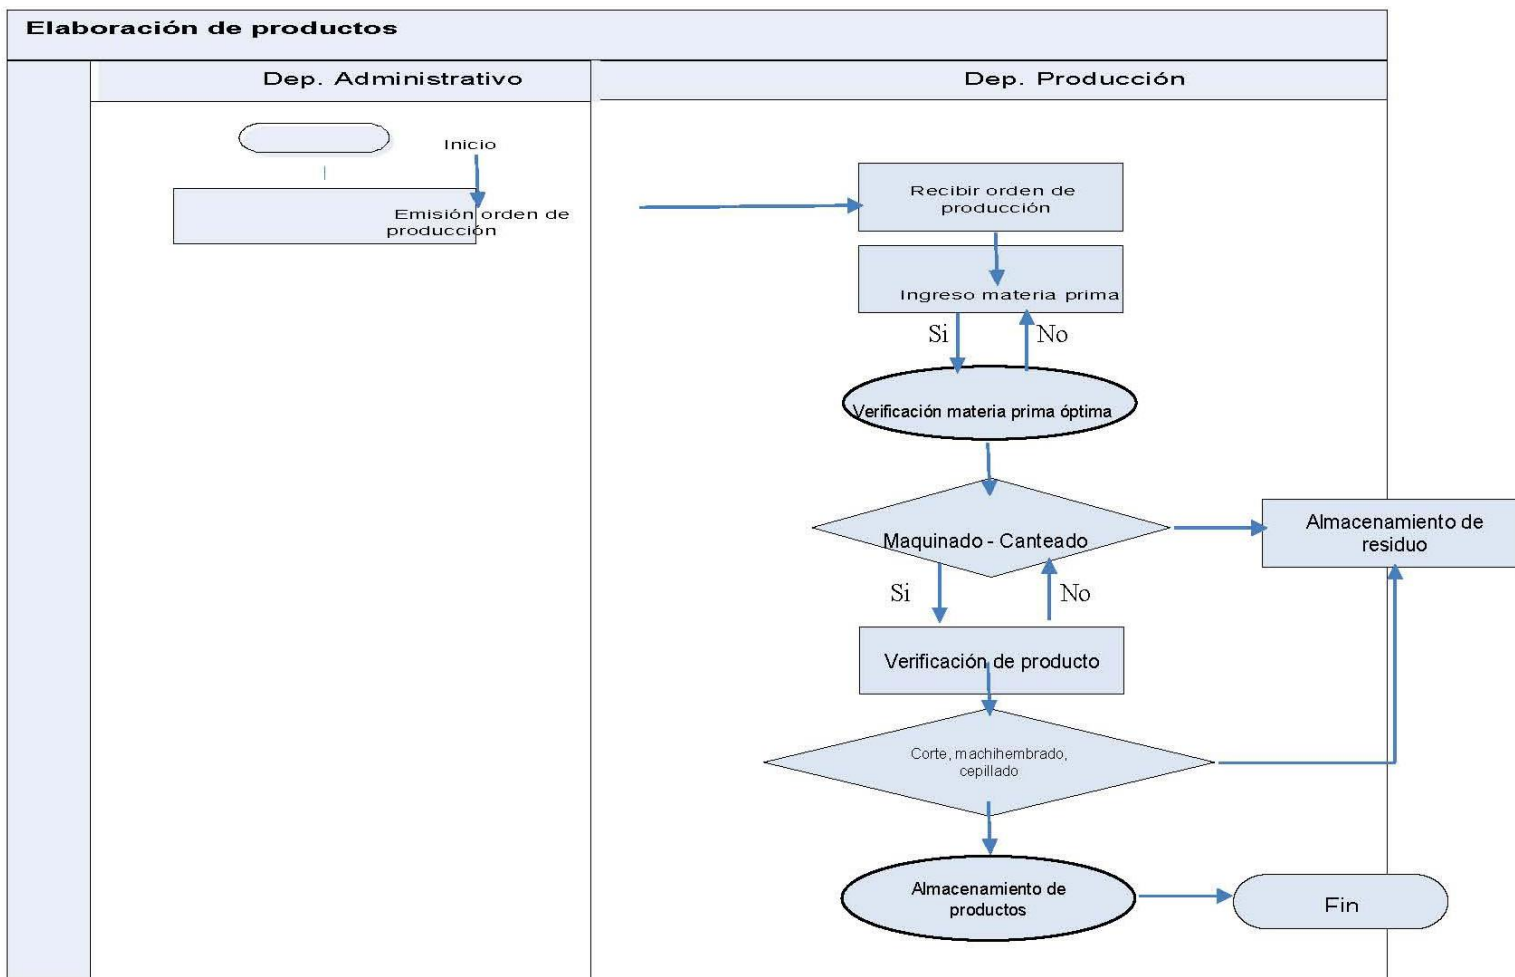 Elaboración de productos
Dep. Administrativo
Dep. Producción
Inicio
Emisión orden de
producción
Recibir orden de
producción
Ingreso materia prima
Si
No
Verificación materia prima óptima
Maquinado - Canteado
Almacenamiento de
residuo
Si
No
Verificación de producto
Corte, machihembrado,
cepillado
Almacenamiento de
productos
Fin